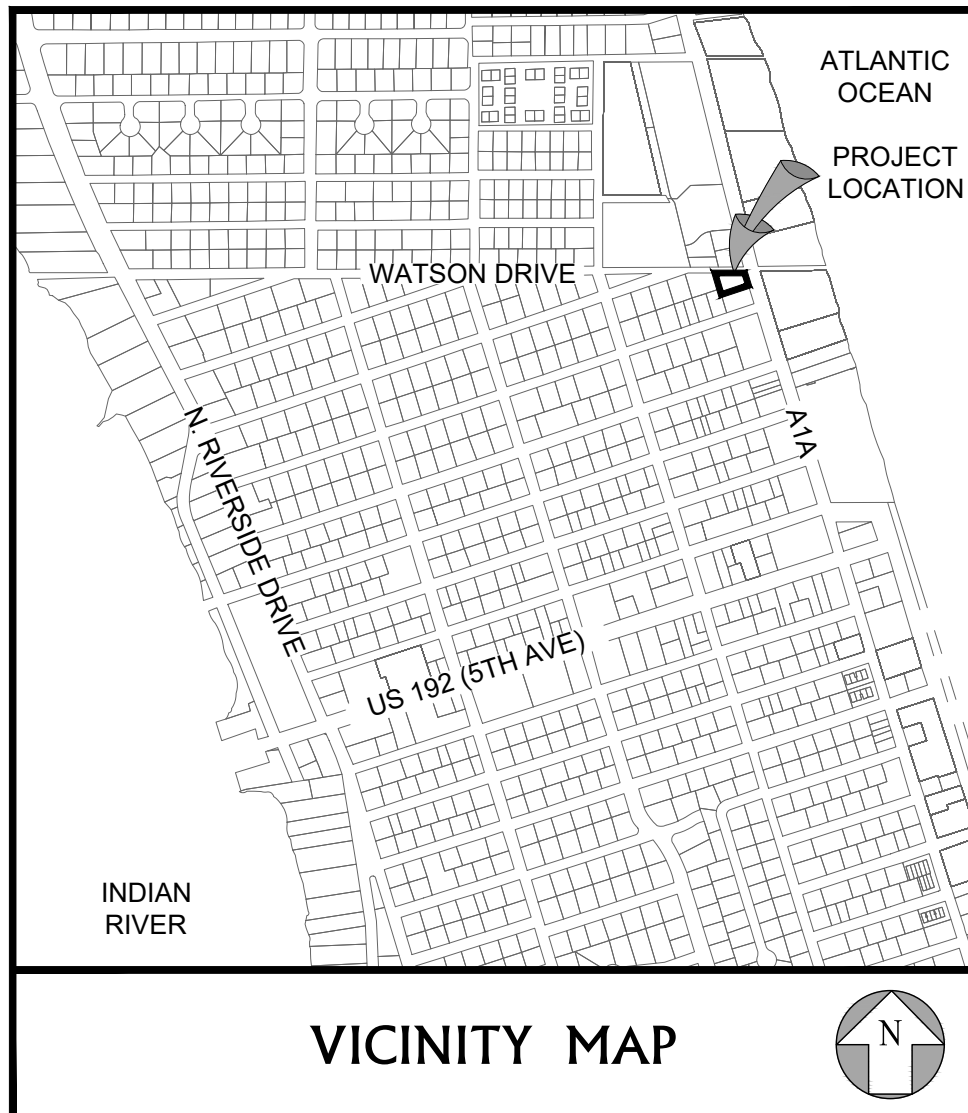 ATLANTIC
OCEAN
PROJECT
LOCATION
WATSON DRIVE
A1A
N. RIVERSIDE DRIVE
US 192 (5TH AVE)
INDIAN
RIVER
VICINITY MAP
N